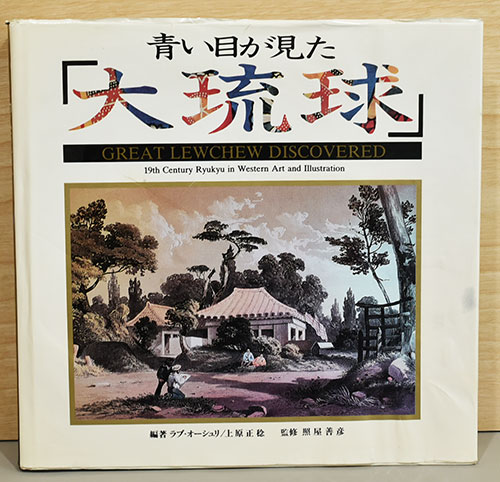 青い目が見た
「大琉球」
GREAT LEWCHEW DISCOVERED
19th Century Ryukyu in Western Art and Illustration
編著 ラブ・オーシュリ/上原正稔 監修 照屋善彦